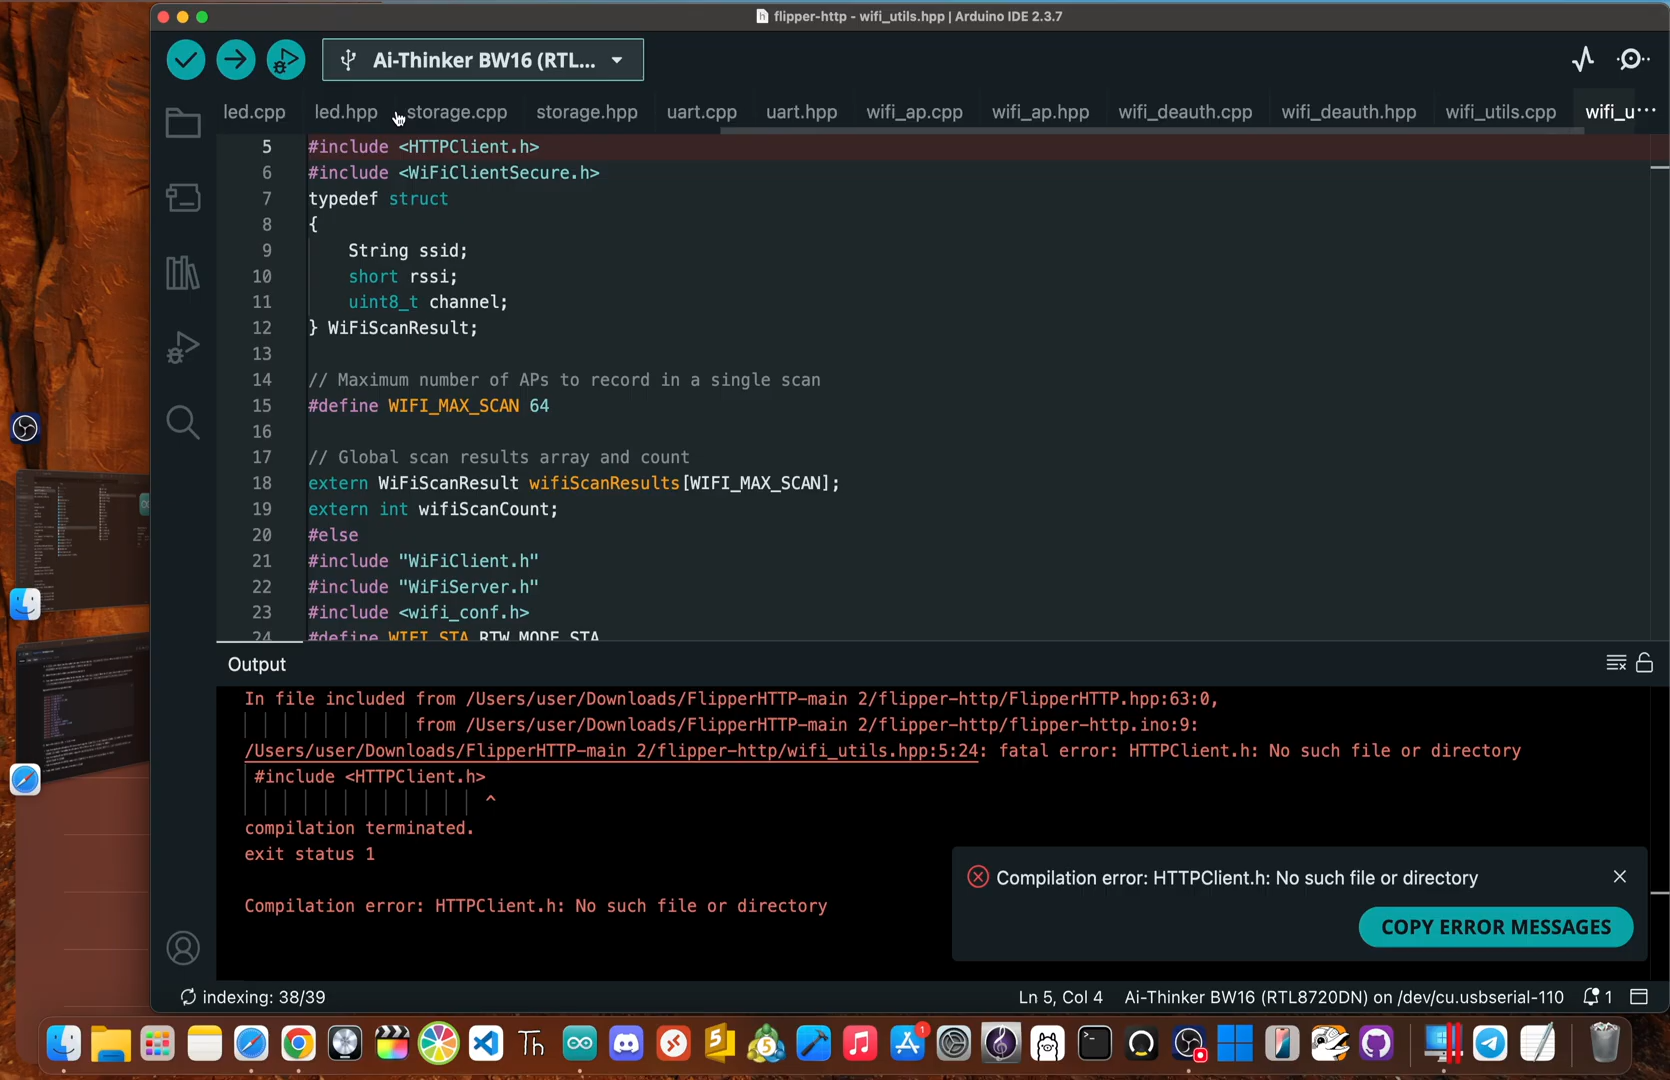 flipper-http - wifi_utils.hpp | Arduino IDE 2.3.7
Ai-Thinker BW16 (RTL...
led.cpp led.hpp storage.cpp storage.hpp uart.cpp uart.hpp wifi_ap.cpp wifi_ap.hpp wifi_deauth.cpp wifi_deauth.hpp wifi_utils.cpp wifi_u...
5 #include <HTTPClient.h>
6 #include <WiFiClientSecure.h>
7 typedef struct
8 {
9 String ssid;
10 short rssi;
11 uint8_t channel;
12 } WiFiScanResult;
13
14 // Maximum number of APs to record in a single scan
15 #define WIFI_MAX_SCAN 64
16
17 // Global scan results array and count
18 extern WiFiScanResult wifiScanResults[WIFI_MAX_SCAN];
19 extern int wifiScanCount;
20 #else
21 #include "WiFiClient.h"
22 #include "WiFiServer.h"
23 #include <wifi_conf.h>
24 #define WIFI_STA RTW_MODE_STA
Output
In file included from /Users/user/Downloads/FlipperHTTP-main 2/flipper-http/FlipperHTTP.hpp:63:0,
from /Users/user/Downloads/FlipperHTTP-main 2/flipper-http/flipper-http.ino:9:
/Users/user/Downloads/FlipperHTTP-main 2/flipper-http/wifi_utils.hpp:5:24: fatal error: HTTPClient.h: No such file or directory
#include <HTTPClient.h>
^
compilation terminated.
exit status 1
Compilation error: HTTPClient.h: No such file or directory
Compilation error: HTTPClient.h: No such file or directory
COPY ERROR MESSAGES
indexing: 38/39 Ln 5, Col 4 Ai-Thinker BW16 (RTL8720DN) on /dev/cu.usbserial-110 1